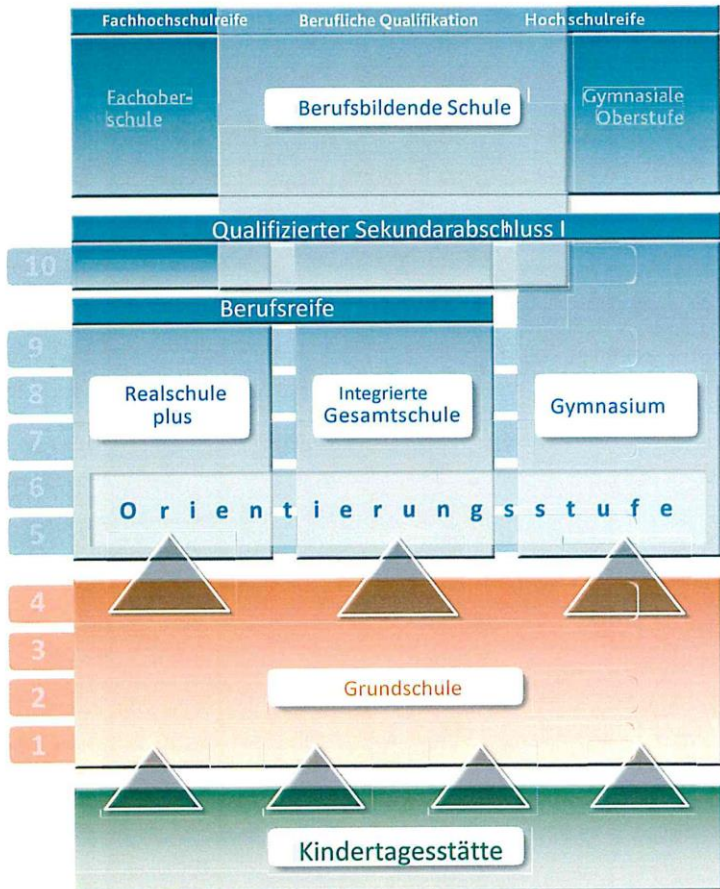 Fachhochschulreife
Berufliche Qualifikation
Hochschulreife
Fachober-
schule
Berufsbildende Schule
Gymnasiale
Oberstufe
Qualifizierter Sekundarabschluss I
10
Berufsreife
9
8
7
6
5
Realschule
plus
Integrierte
Gesamtschule
Gymnasium
Orientierungsstufe
4
3
2
1
Grundschule
Kindertagesstätte